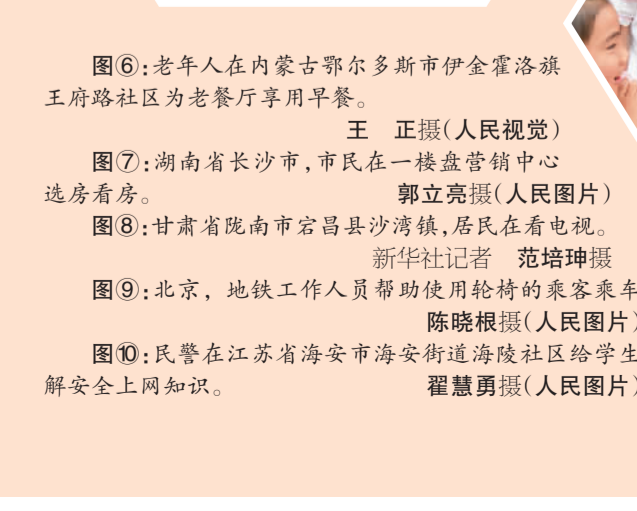 图⑥:老年人在内蒙古鄂尔多斯市伊金霍洛旗
王府路社区为老餐厅享用早餐。
王 正摄(人民视觉)
图⑦:湖南省长沙市,市民在一楼盘营销中心
选房看房。 郭立亮摄(人民图片)
图⑧:甘肃省陇南市宕昌县沙湾镇,居民在看电视。
新华社记者 范培珅摄
图⑨:北京，地铁工作人员帮助使用轮椅的乘客乘车
陈晓根摄(人民图片)
图⑩:民警在江苏省海安市海安街道海陵社区给学生
解安全上网知识。 翟慧勇摄(人民图片)